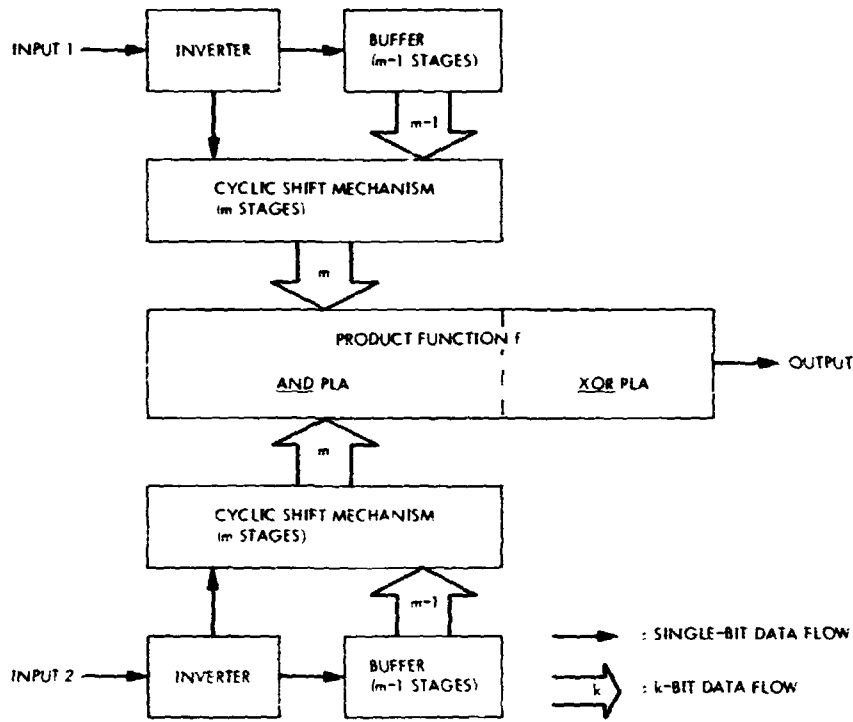 INPUT 1
INVERTER
BUFFER
(m-1 STAGES)
m-1
CYCLIC SHIFT MECHANISM
(m STAGES)
m
PRODUCT FUNCTION f
AND PLA
XOR PLA
OUTPUT
m
CYCLIC SHIFT MECHANISM
(m STAGES)
m-1
INPUT 2
INVERTER
BUFFER
(m-1 STAGES)
: SINGLE-BIT DATA FLOW
k
: k-BIT DATA FLOW